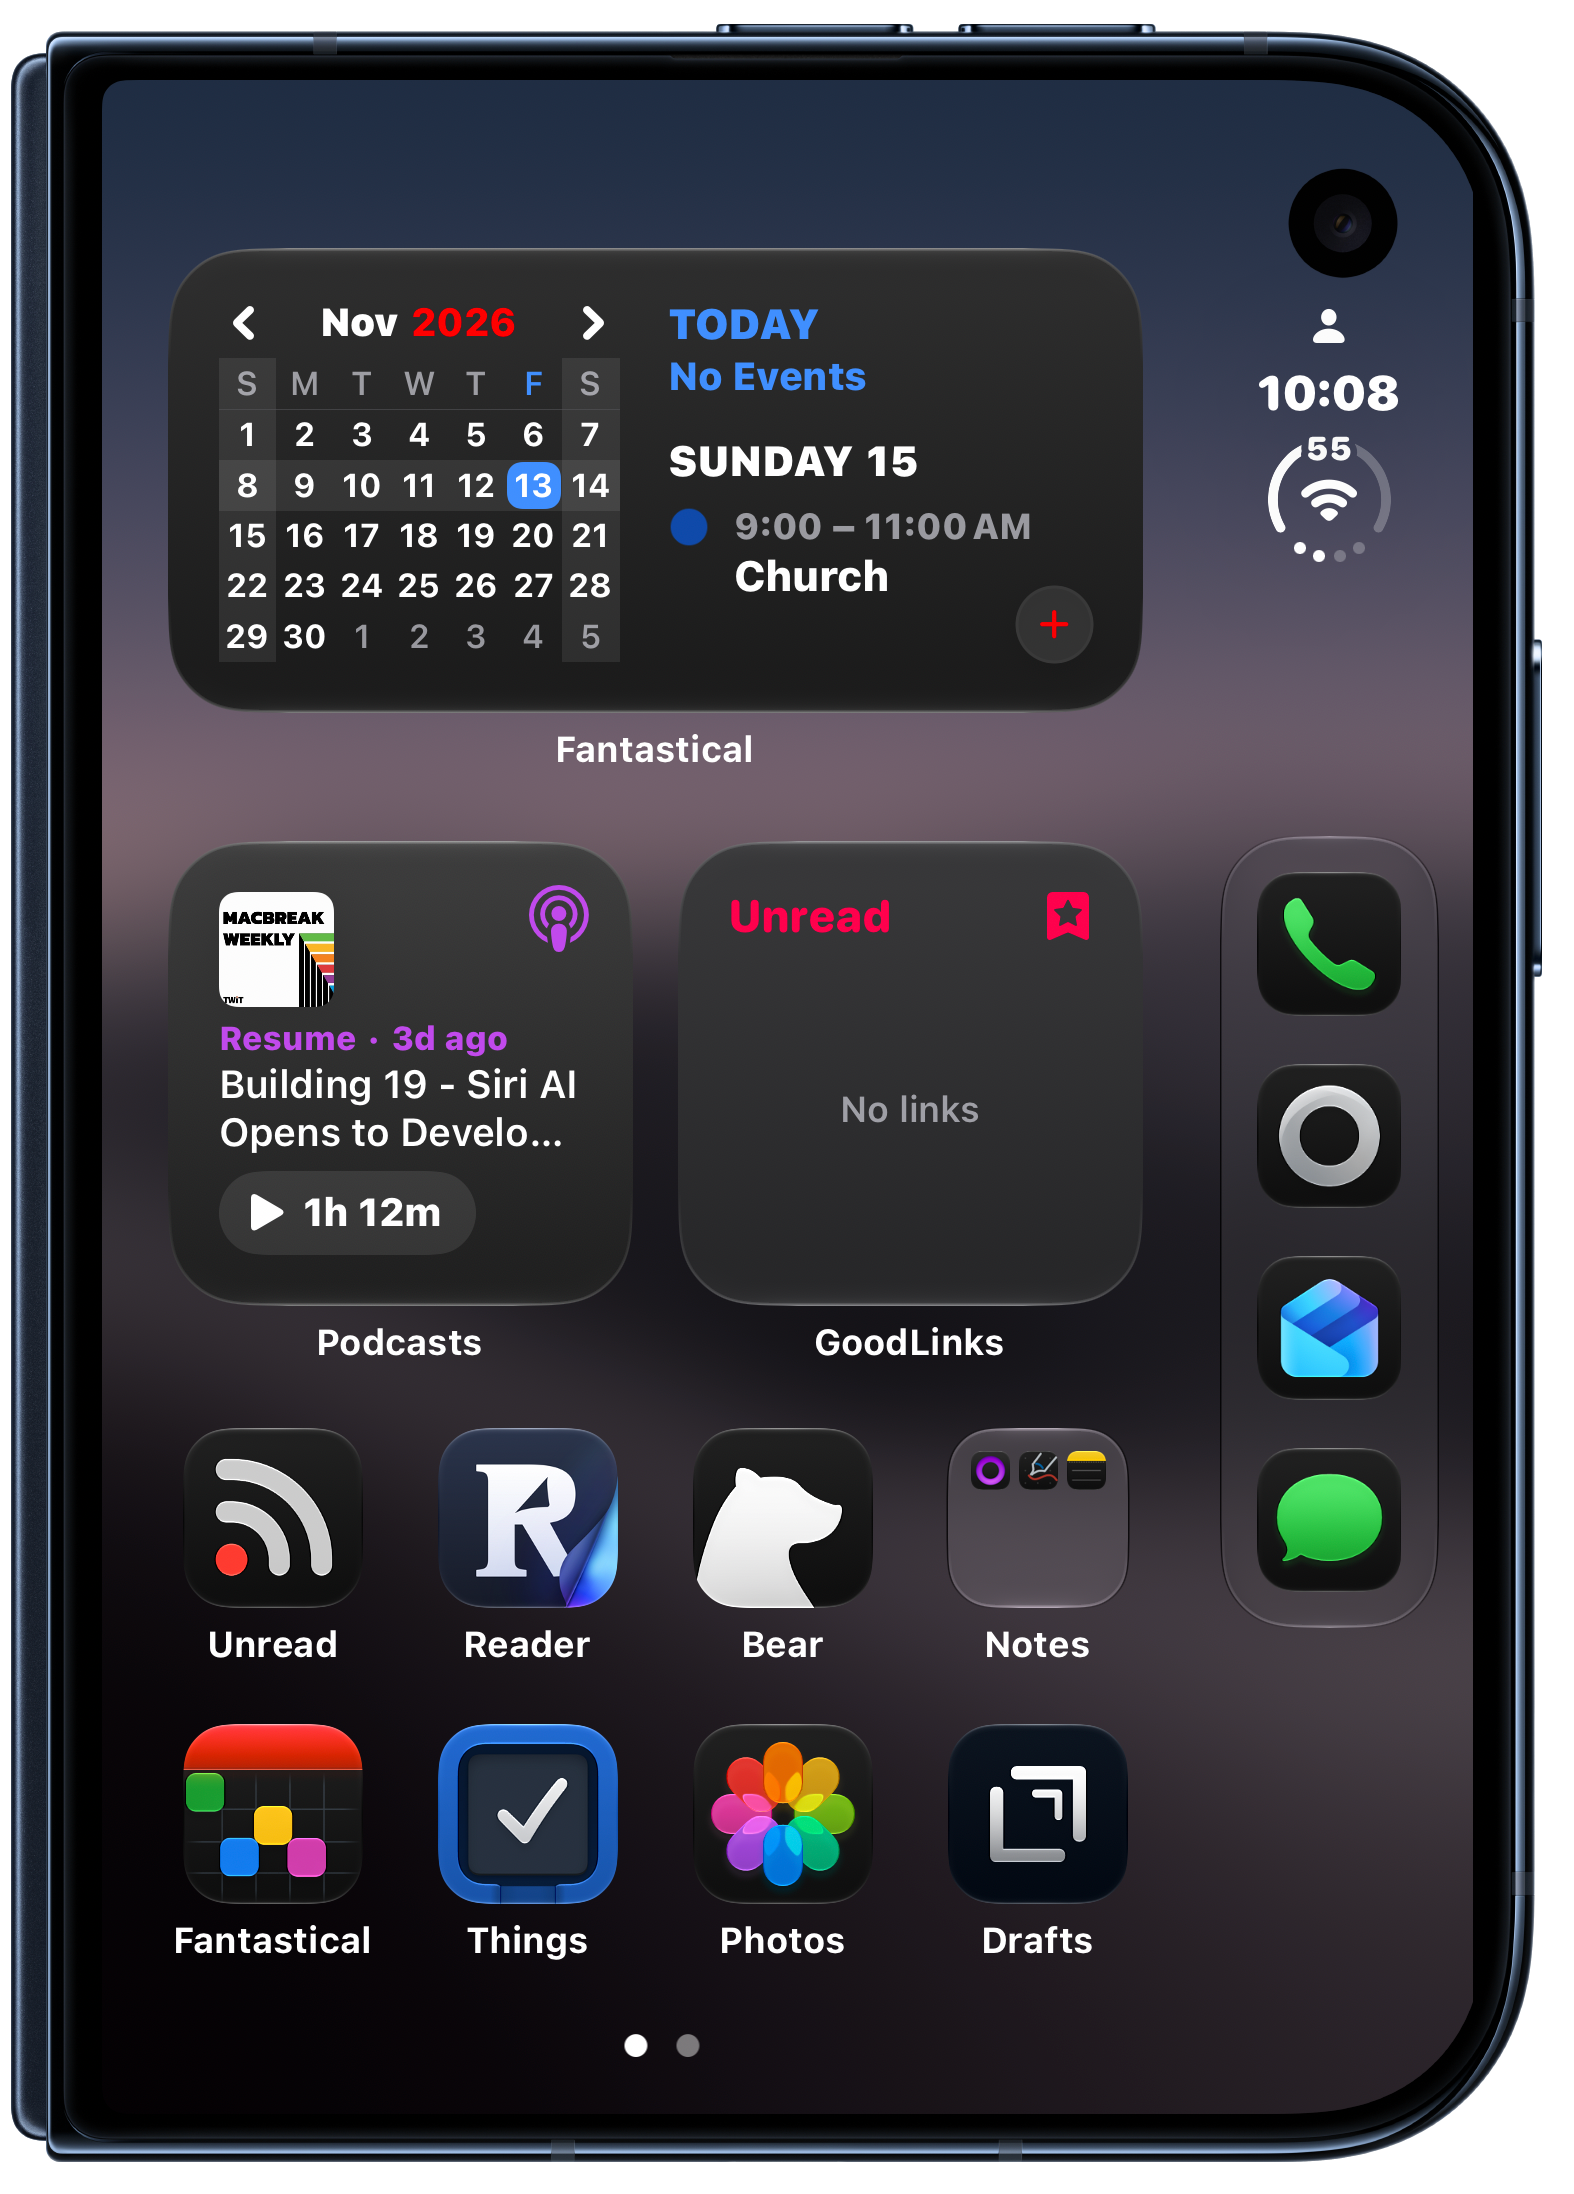 Nov 2026
S M T W T F S
1 2 3 4 5 6 7
8 9 10 11 12 13 14
15 16 17 18 19 20 21
22 23 24 25 26 27 28
29 30 1 2 3 4 5
TODAY
No Events
SUNDAY 15
9:00 – 11:00 AM
Church
+
Fantastical
10:08
55
MACBREAK
WEEKLY
TWiT
Resume · 3d ago
Building 19 - Siri AI
Opens to Develo...
1h 12m
Podcasts
Unread
No links
GoodLinks
Unread
R
Reader
Bear
Notes
Fantastical
Things
Photos
Drafts